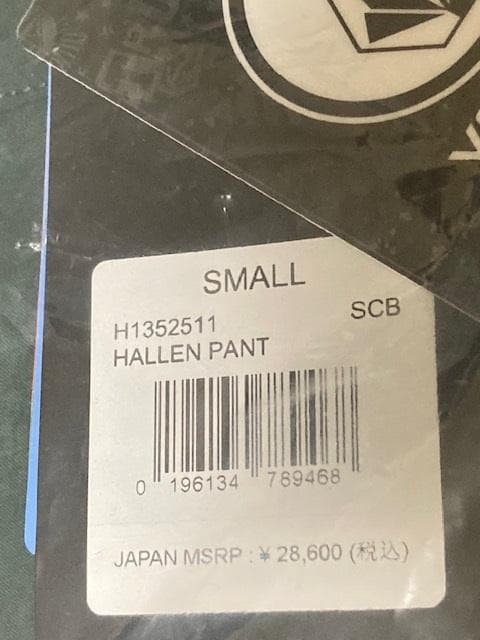 SMALL
SCB
H1352511
HALLEN PANT
0 196134 789468
JAPAN MSRP : ¥ 28,600 (税込)